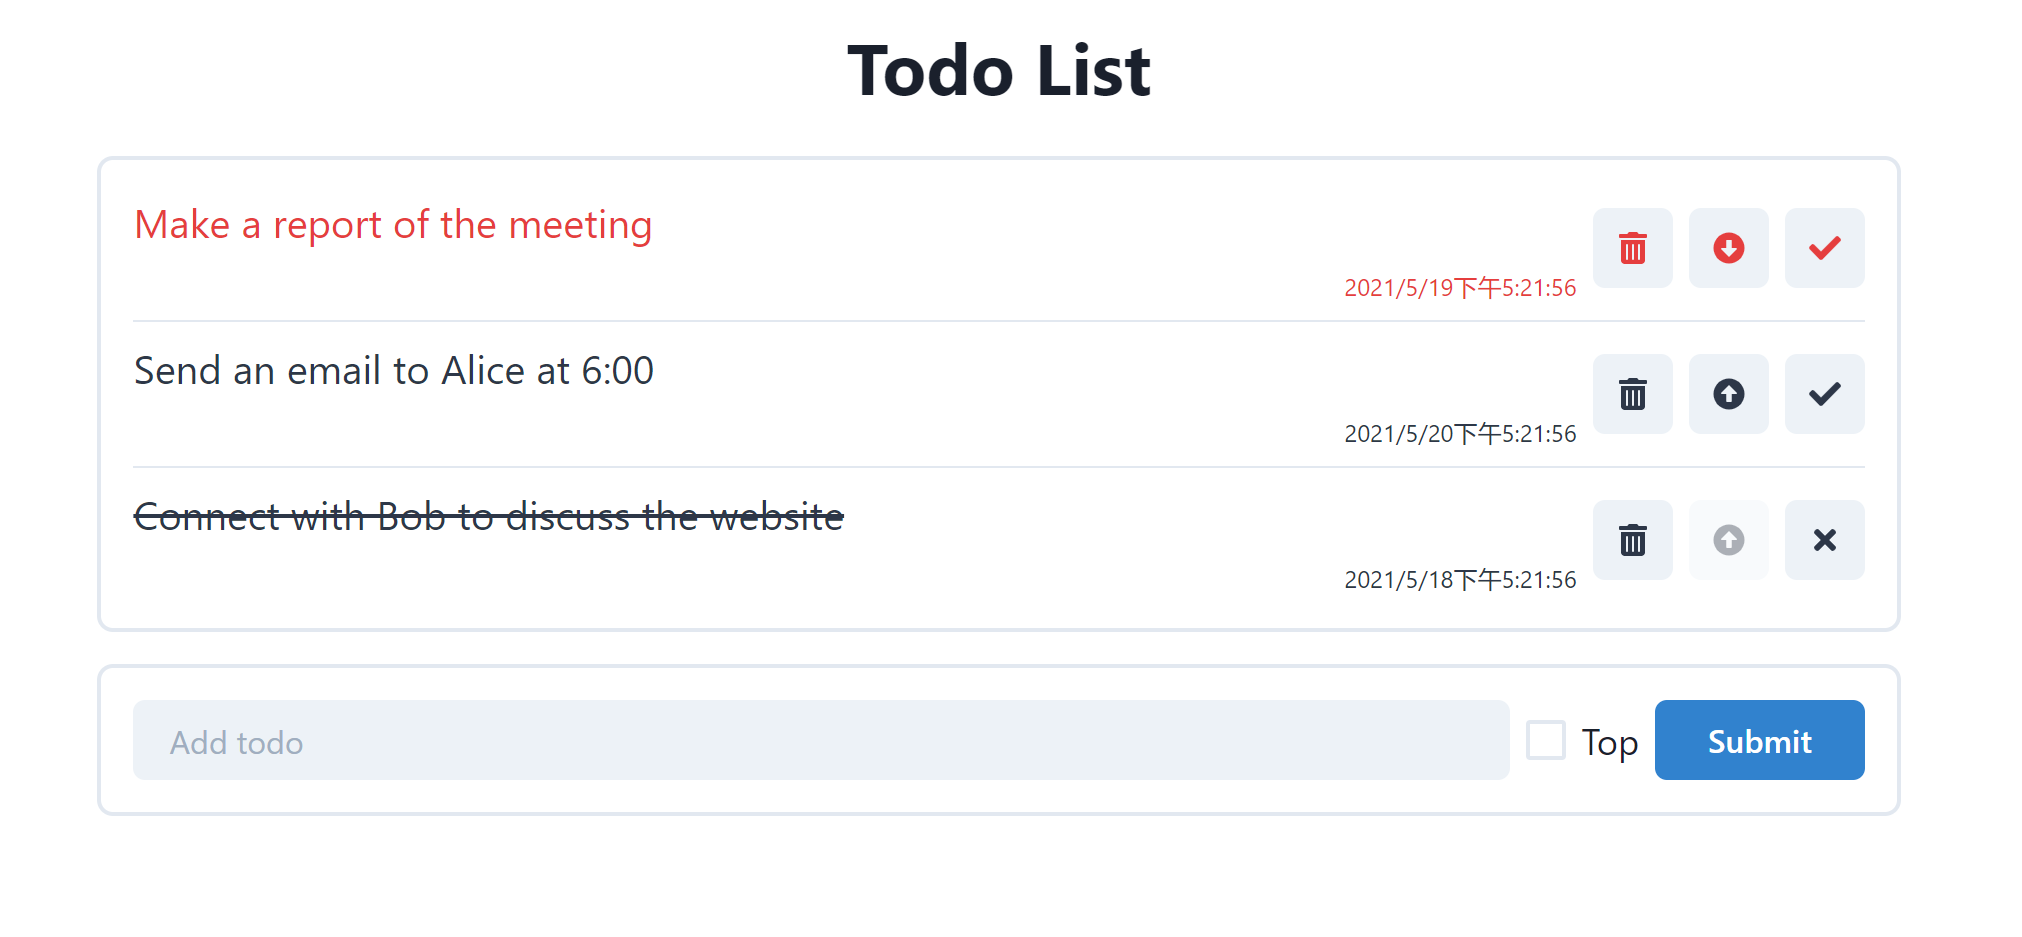 Todo List
Make a report of the meeting
2021/5/19下午5:21:56
Send an email to Alice at 6:00
2021/5/20下午5:21:56
Connect with Bob to discuss the website
2021/5/18下午5:21:56
Add todo
Top
Submit